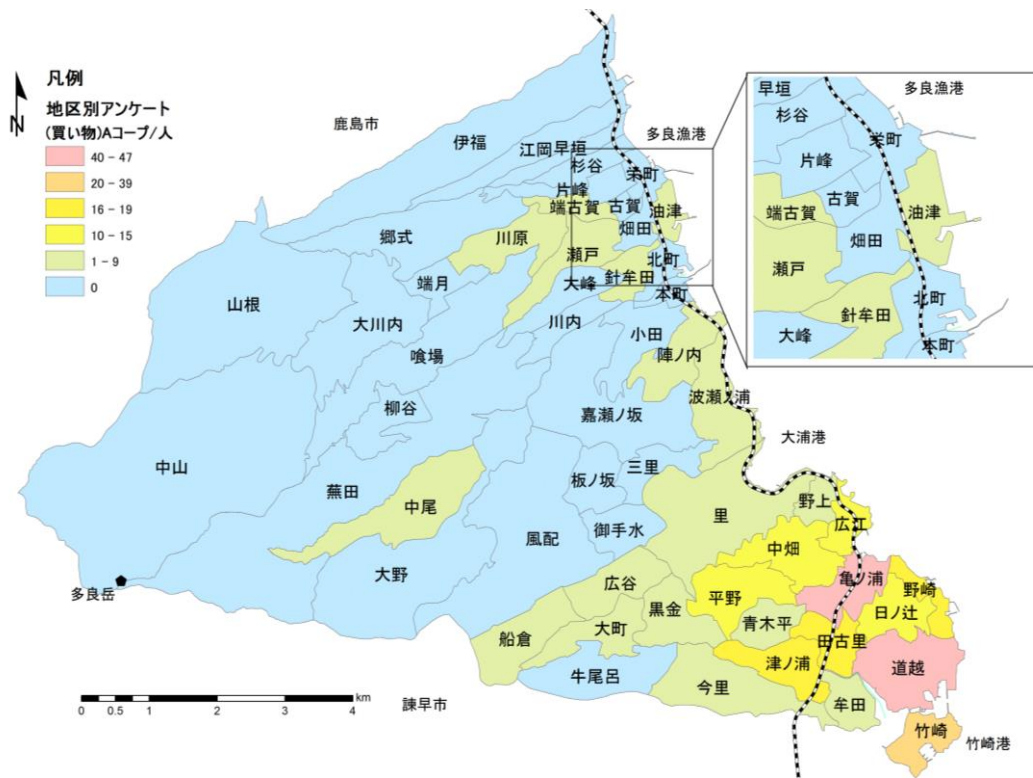 凡例
地区別アンケート
(買い物)Aコープ/人
40 - 47
20 - 39
16 - 19
10 - 15
1 - 9
0
N
鹿島市
多良漁港
伊福
江岡
早垣
杉谷
栄町
片峰
端古賀
古賀
油津
畑田
郷式
川原
瀬戸
北町
端月
大峰
針牟田
本町
山根
大川内
川内
小田
喰場
陣ノ内
波瀬ノ浦
柳谷
嘉瀬ノ坂
大浦港
中山
三里
蕪田
板ノ坂
中尾
里
野上
御手水
広江
風配
中畑
大野
多良岳
亀ノ浦
野崎
広谷
平野
黒金
日ノ辻
青木平
大町
船倉
田古里
道越
津ノ浦
牛尾呂
今里
牟田
竹崎
竹崎港
諫早市
km
0
0.5
1
2
3
4
早垣
多良漁港
杉谷
栄町
片峰
古賀
端古賀
油津
畑田
瀬戸
北町
針牟田
大峰
本町